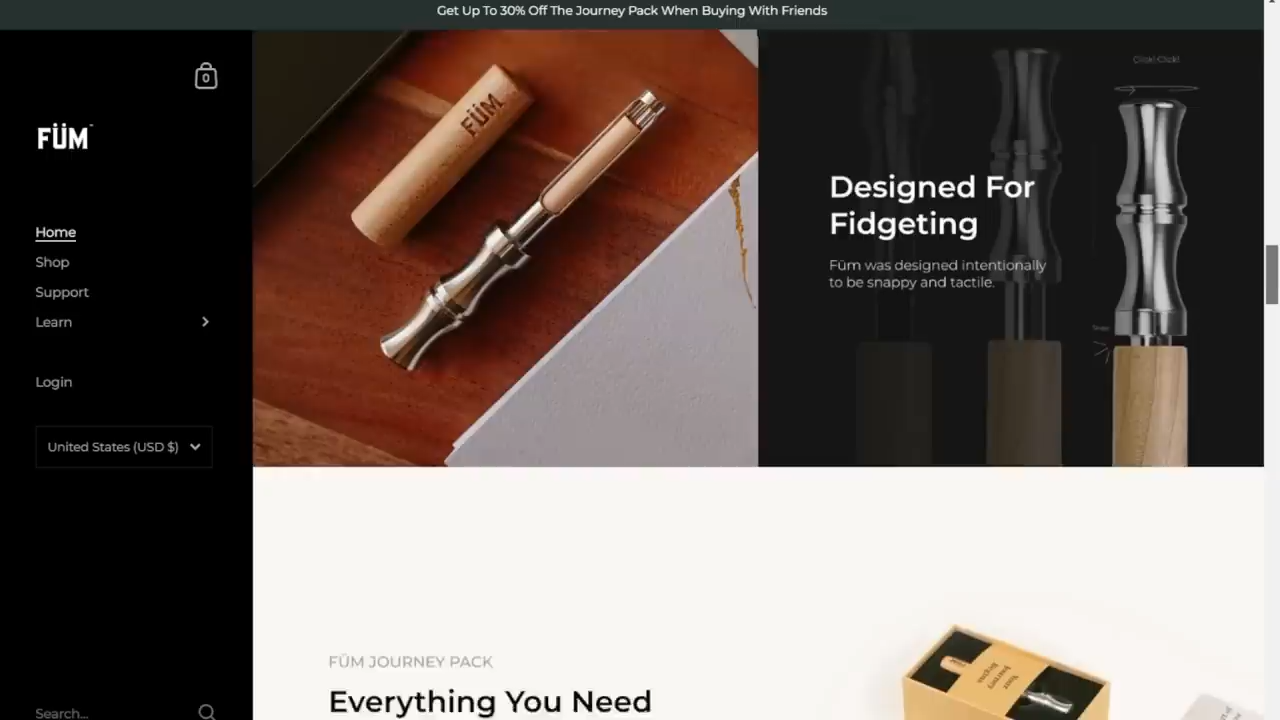 Get Up To 30% Off The Journey Pack When Buying With Friends
0
FÜM
Home
Shop
Support
Learn
Login
United States (USD $)
Search...
FÜM
Designed For
Fidgeting
Füm was designed intentionally
to be snappy and tactile.
Click! Click!
FÜM JOURNEY PACK
Everything You Need